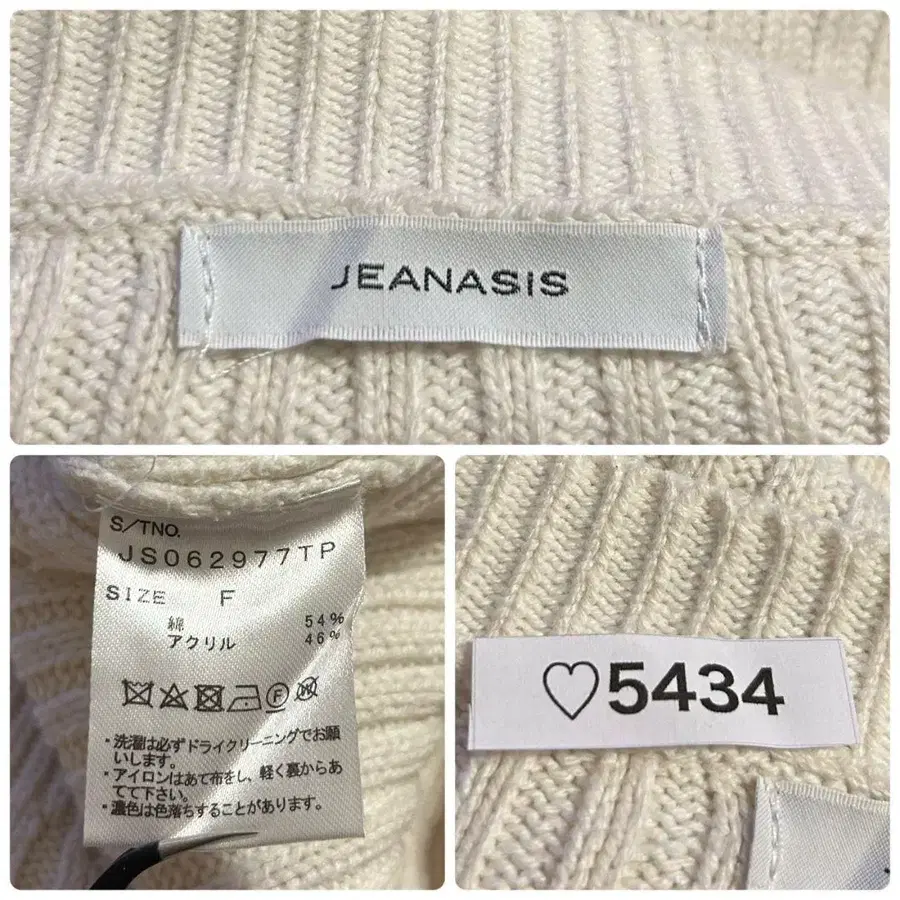 JEANASiS
S/TNO.
JS062977TP
SIZE F
綿 54%
アクリル 46%
・洗濯は必ずドライクリーニングでお願
いします。
・アイロンはあて布をし、軽く裏からあ
てて下さい。
・濃色は色落ちすることがあります。
♡5434